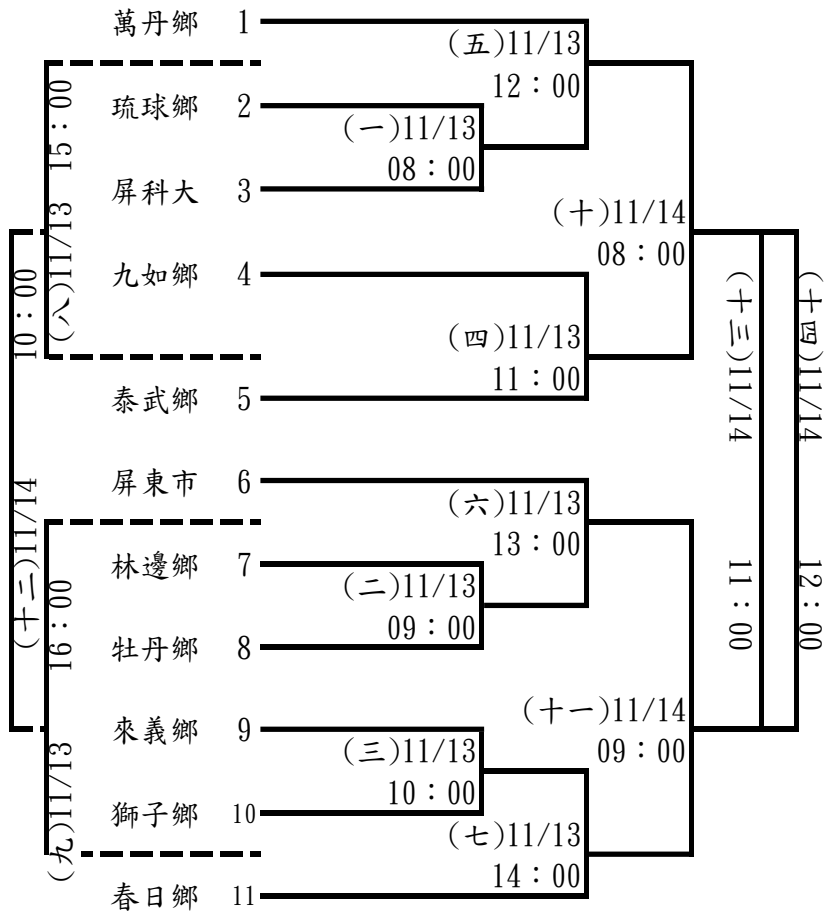 萬丹鄉 1
(五)11/13
12：00
琉球鄉 2
(一)11/13
08：00
屏科大 3
(十)11/14
08：00
九如鄉 4
(四)11/13
11：00
泰武鄉 5
屏東市 6
(六)11/13
13：00
林邊鄉 7
(二)11/13
09：00
牡丹鄉 8
(十一)11/14
09：00
來義鄉 9
(三)11/13
10：00
獅子鄉 10
(七)11/13
14：00
春日鄉 11
(八)11/13 15：00
(九)11/13 16：00
(十二)11/14 10：00
(十三)11/14 11：00
(十四)11/14 12：00